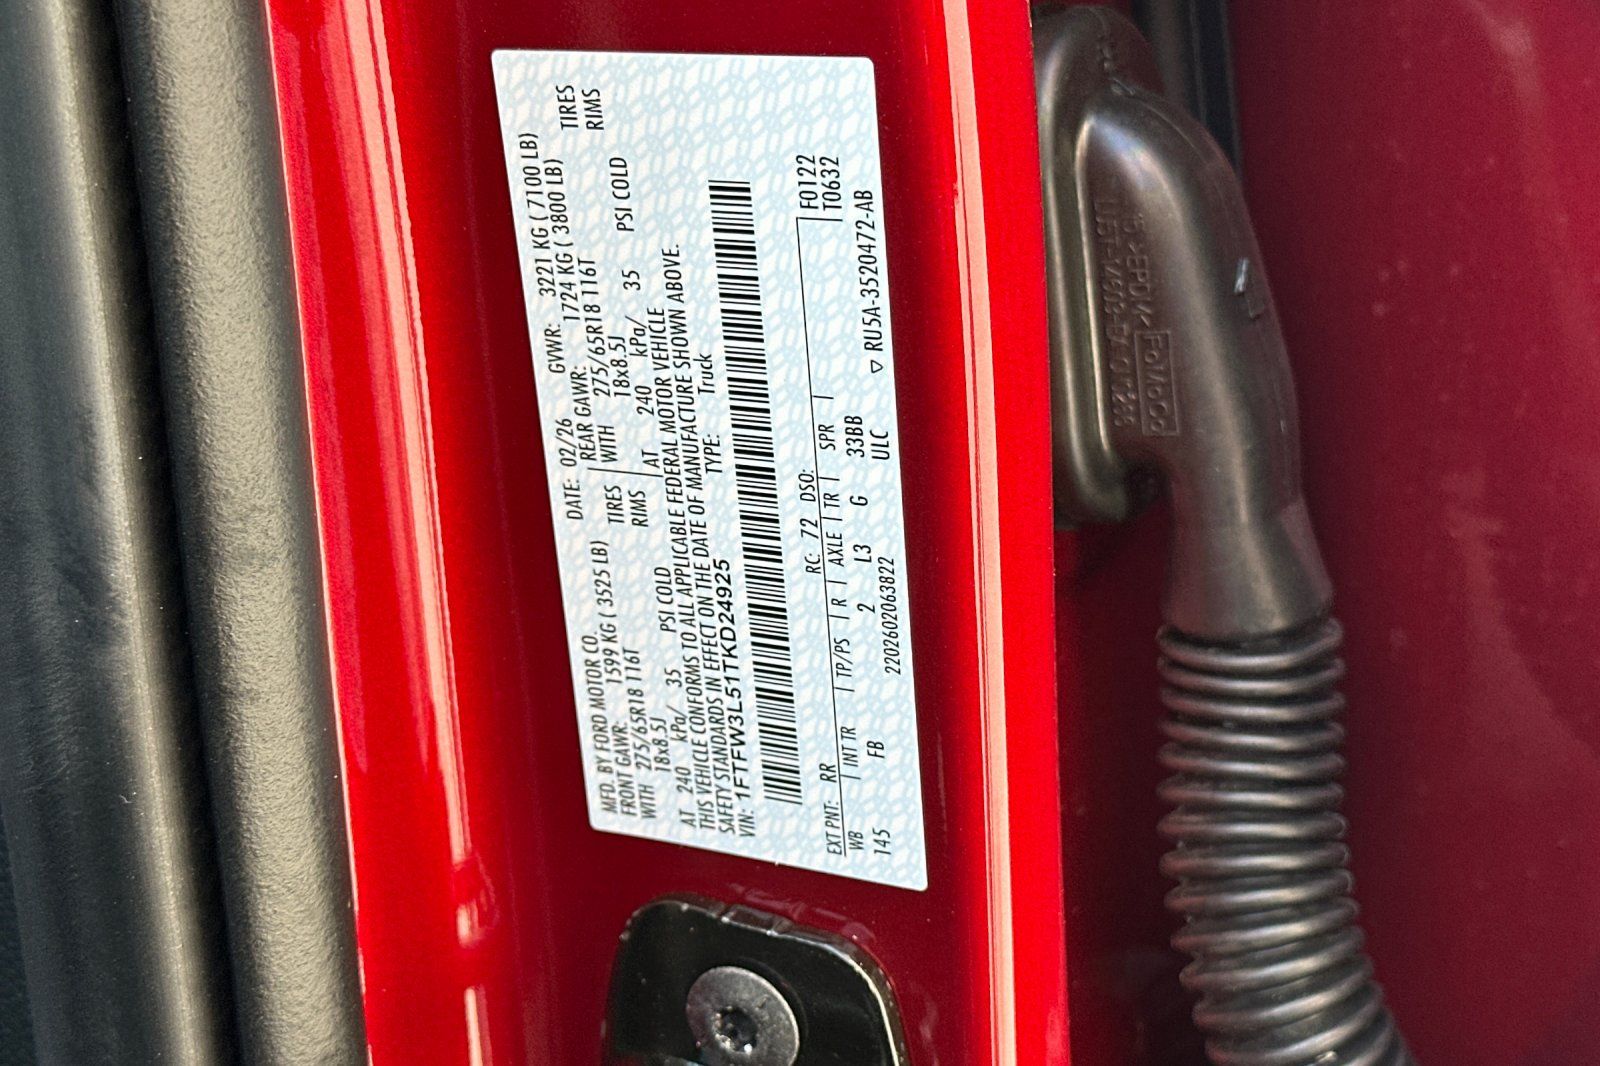 MFD. BY FORD MOTOR CO. DATE: 02/26 GVWR: 3221 KG ( 7100 LB)
FRONT GAWR: 1599 KG ( 3525 LB) REAR GAWR: 1724 KG ( 3800 LB)
WITH 275/65R18 116T TIRES WITH 275/65R18 116T TIRES
18x8.5J RIMS 18x8.5J RIMS
AT 240 kPa/ 35 PSI COLD AT 240 kPa/ 35 PSI COLD
THIS VEHICLE CONFORMS TO ALL APPLICABLE FEDERAL MOTOR VEHICLE
SAFETY STANDARDS IN EFFECT ON THE DATE OF MANUFACTURE SHOWN ABOVE.
VIN: 1FTFW3L51TKD24925 TYPE: Truck
EXT PNT: RR RC: 72 DSO: F0122
WB INT TR TP/PS R AXLE TR SPR T0632
145 FB 2 L3 G 33BB
2202602063822 ULC ▽ RU5A-3520472-AB
>EPDM<
FoMoCo